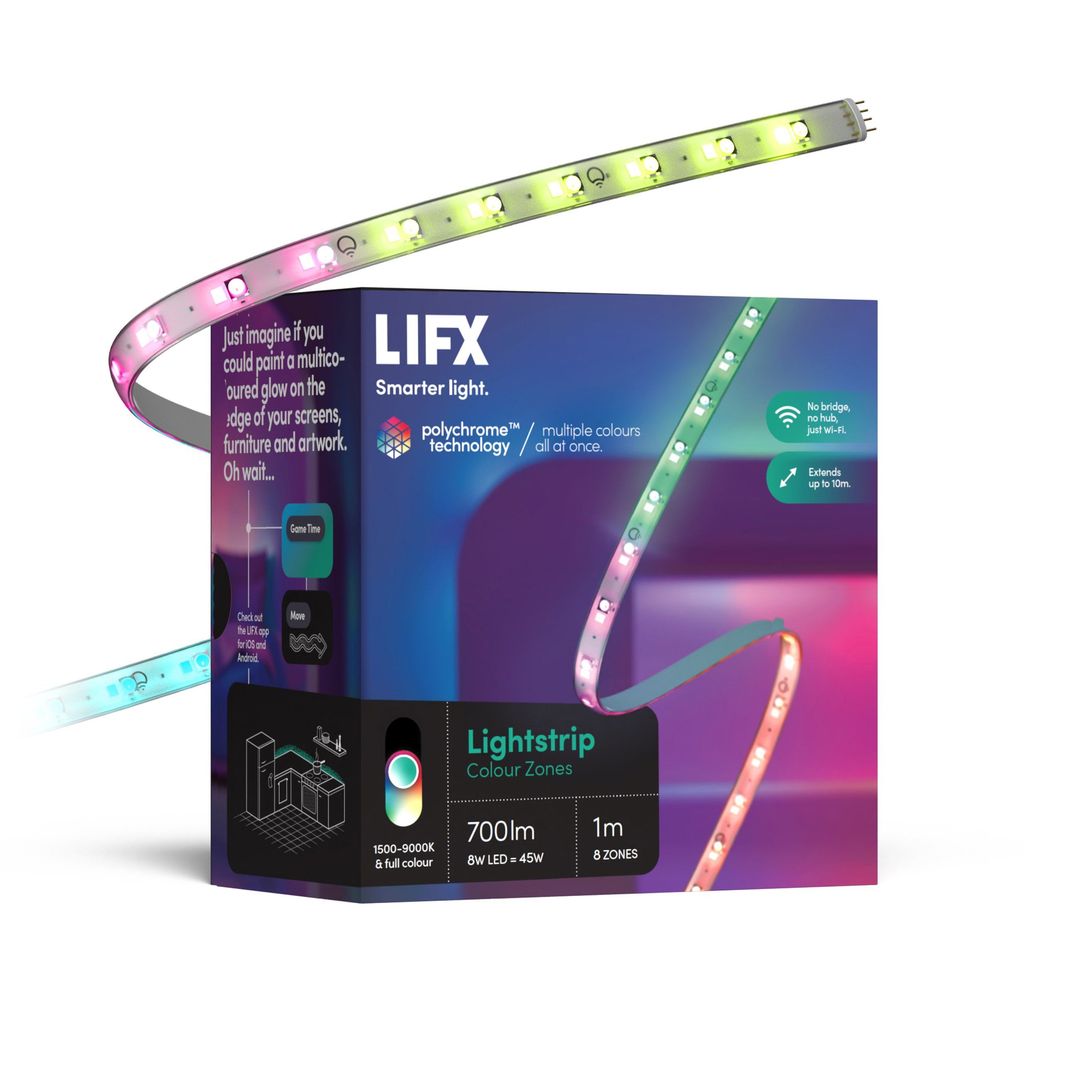 Just imagine if you
could paint a multico-
oured glow on the
edge of your screens,
furniture and artwork.
Oh wait...
Game Time
Move
Check out
the LIFX app
for iOS and
Android.
LIFX
Smarter light.
polychrome™
technology
multiple colours
all at once.
No bridge,
no hub,
just Wi-Fi.
Extends
up to 10m.
1500-9000K
& full colour
Lightstrip
Colour Zones
700lm
8W LED = 45W
1m
8 ZONES